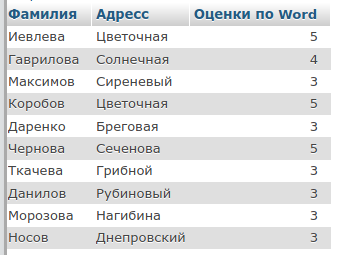 Фамилия Адресс Оценки по Word
Иевлева Цветочная 5
Гаврилова Солнечная 4
Максимов Сиреневый 3
Коробов Цветочная 5
Даренко Бреговая 3
Чернова Сеченова 5
Ткачева Грибной 3
Данилов Рубиновый 3
Морозова Нагибина 3
Носов Днепровский 3